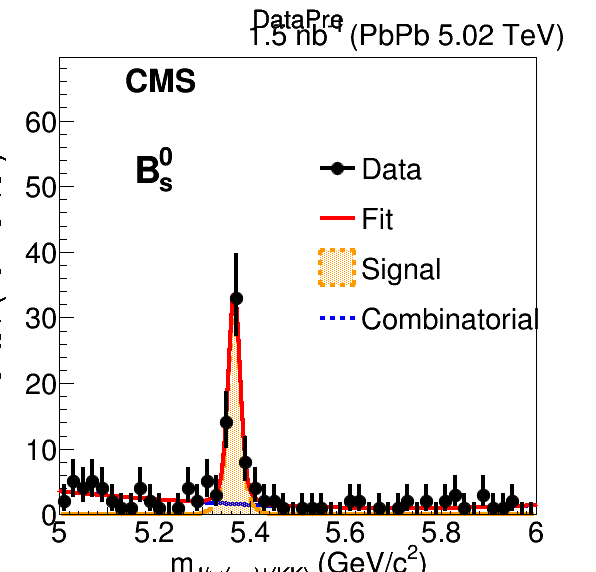 DataPre
1.5 nb⁻¹ (PbPb 5.02 TeV)
CMS
B⁰ₛ
Data
Fit
Signal
Combinatorial
60
50
40
30
20
10
0
5 5.2 5.4 5.6 5.8 6
(GeV/c²)